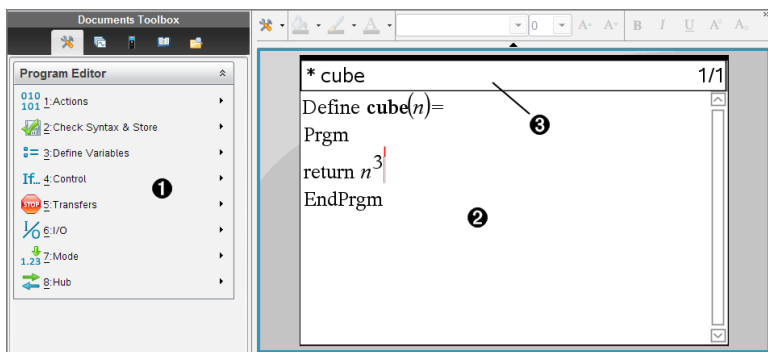 Documents Toolbox
Program Editor
010
101 1:Actions
2:Check Syntax & Store
3:Define Variables
If... 4:Control
STOP 5:Transfers
I/O 6:I/O
1.23 7:Mode
8:Hub
❶
0 A+ A- B I U Aˣ Aₓ
* cube 1/1
❸
Define cube(n)=
Prgm
return n³
EndPrgm
❷